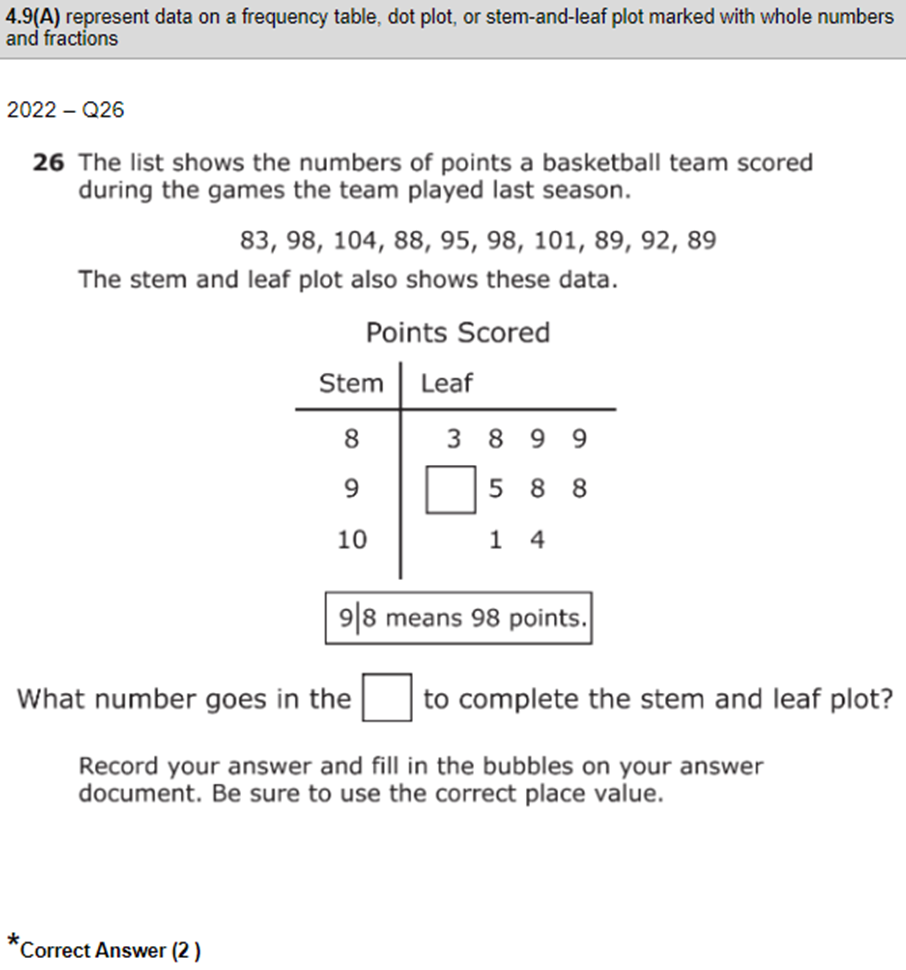 4.9(A) represent data on a frequency table, dot plot, or stem-and-leaf plot marked with whole numbers
and fractions
2022 – Q26
26 The list shows the numbers of points a basketball team scored
during the games the team played last season.
83, 98, 104, 88, 95, 98, 101, 89, 92, 89
The stem and leaf plot also shows these data.
Points Scored
Stem Leaf
8 3 8 9 9
9 5 8 8
10 1 4
9|8 means 98 points.
What number goes in the to complete the stem and leaf plot?
Record your answer and fill in the bubbles on your answer
document. Be sure to use the correct place value.
*Correct Answer (2 )